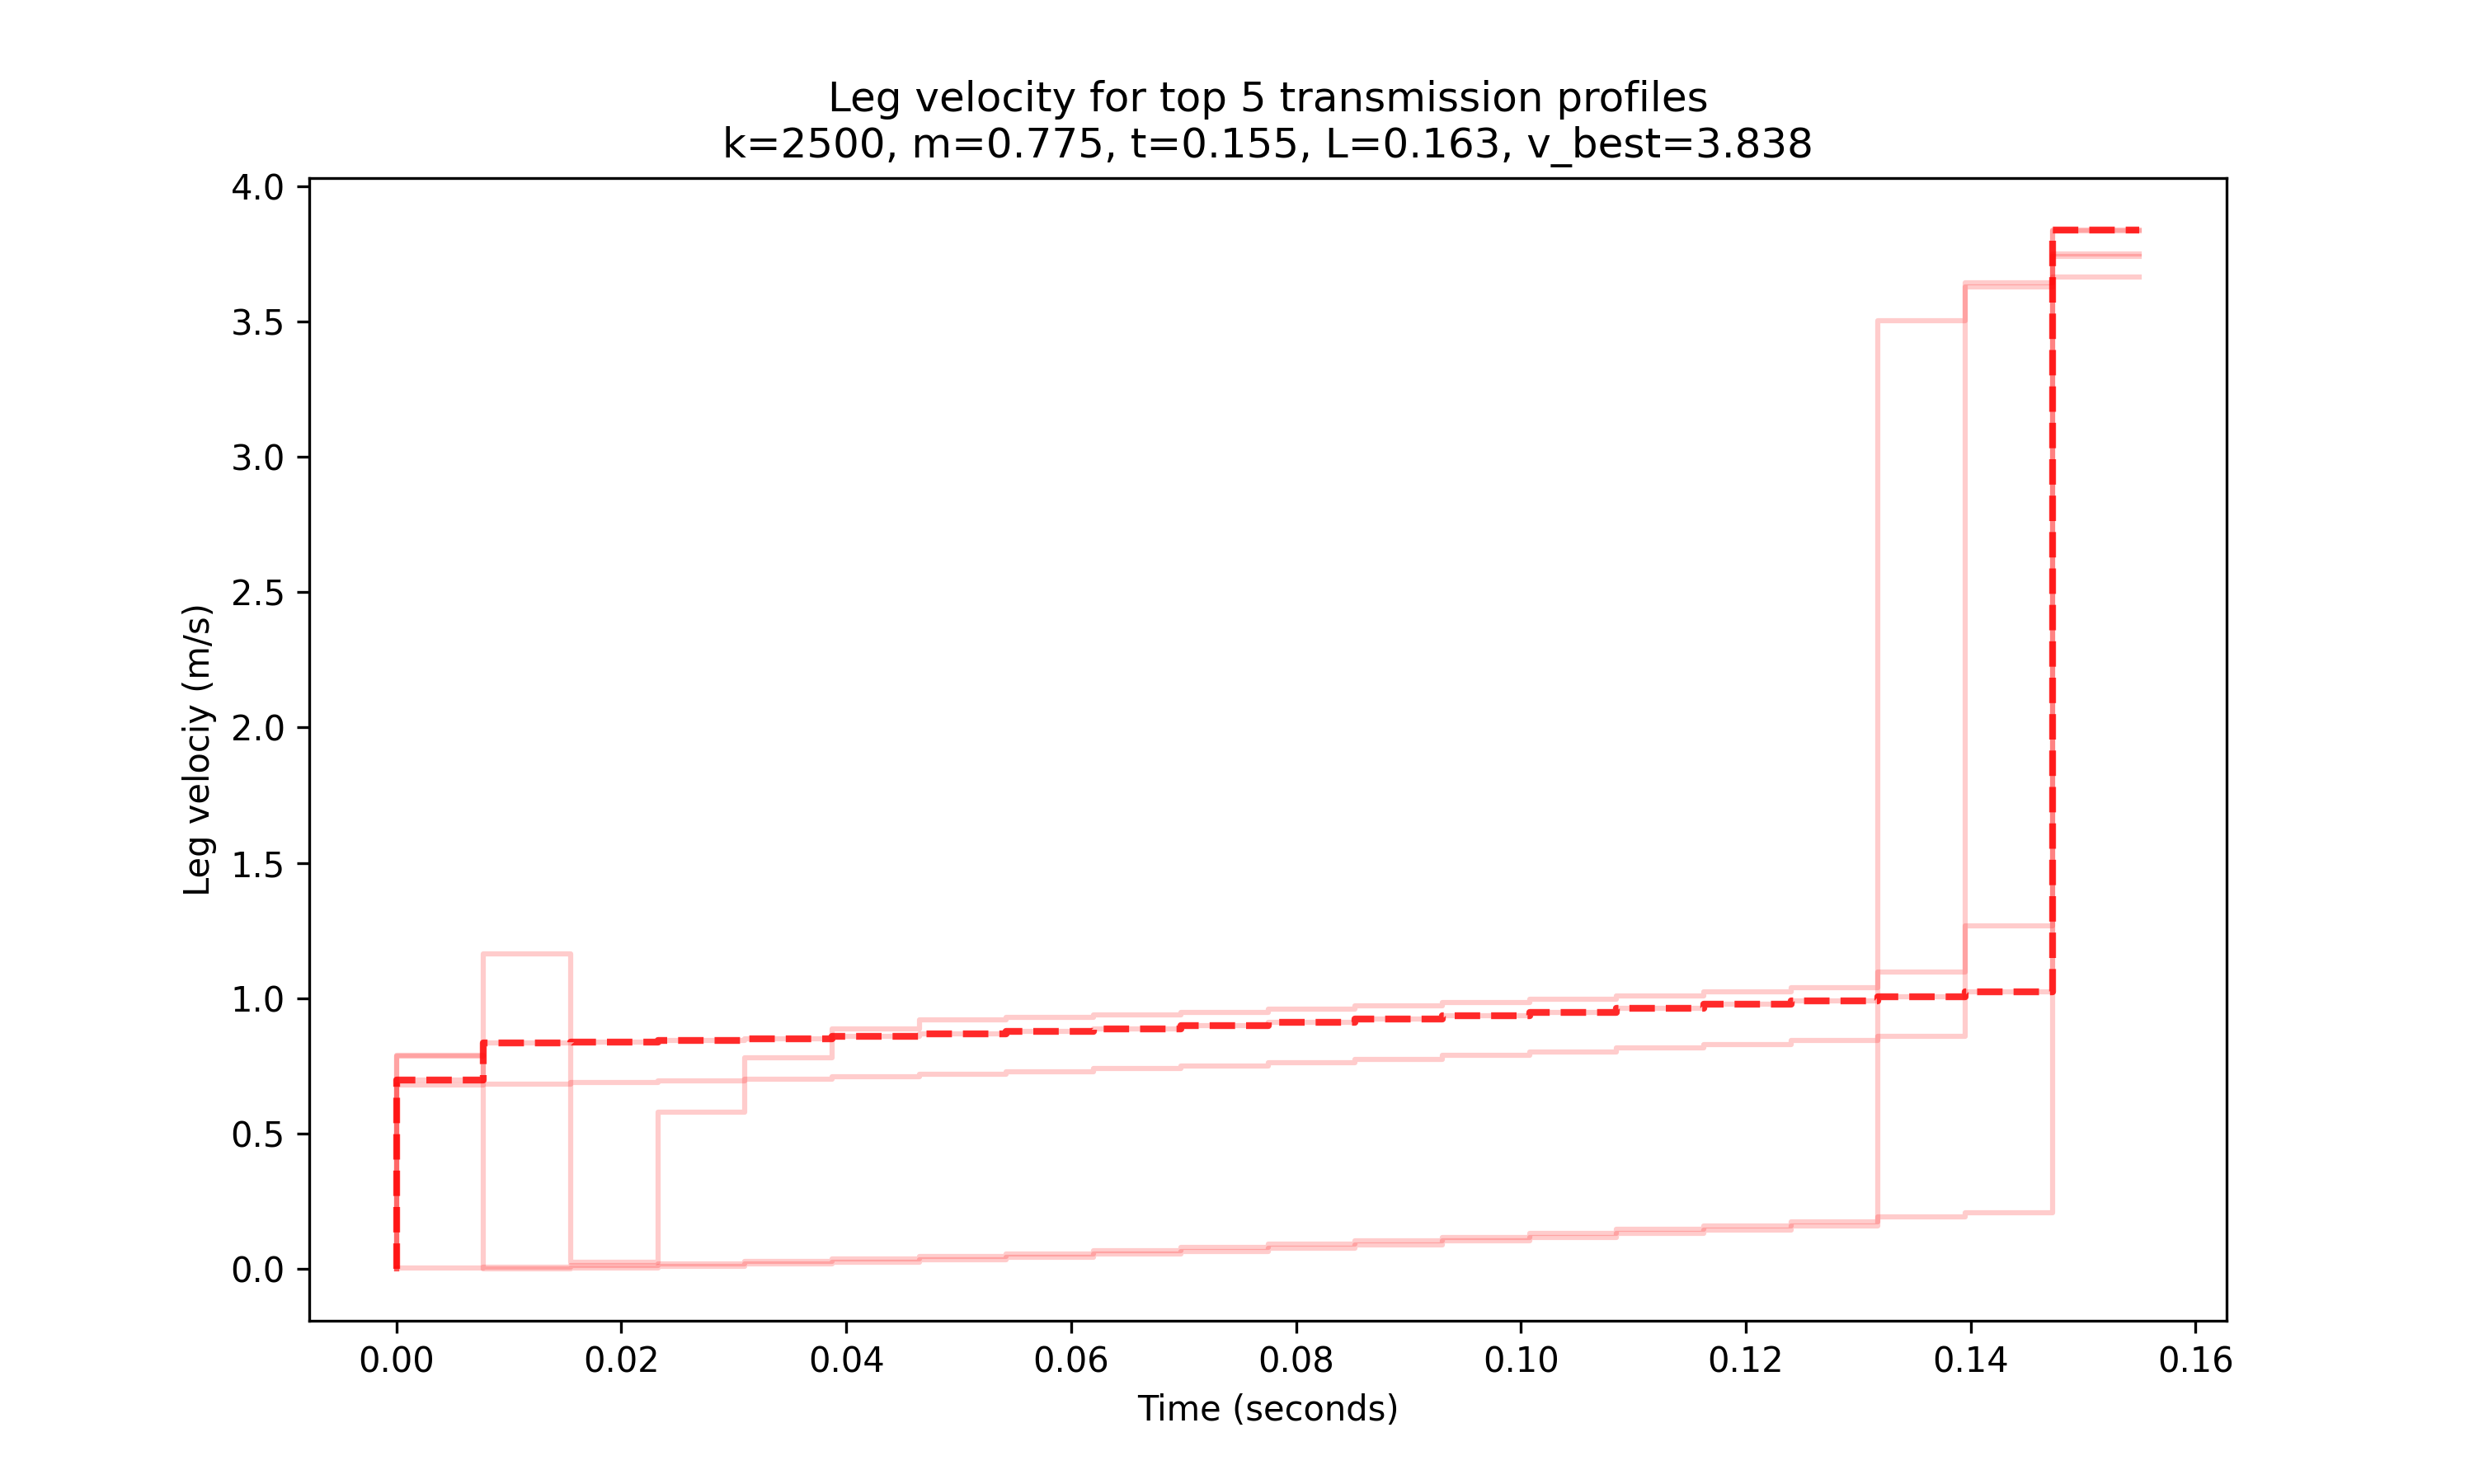 Leg velocity for top 5 transmission profiles
k=2500, m=0.775, t=0.155, L=0.163, v_best=3.838
4.0
3.5
3.0
2.5
2.0
1.5
1.0
0.5
0.0
Leg velociy (m/s)
0.00 0.02 0.04 0.06 0.08 0.10 0.12 0.14 0.16
Time (seconds)